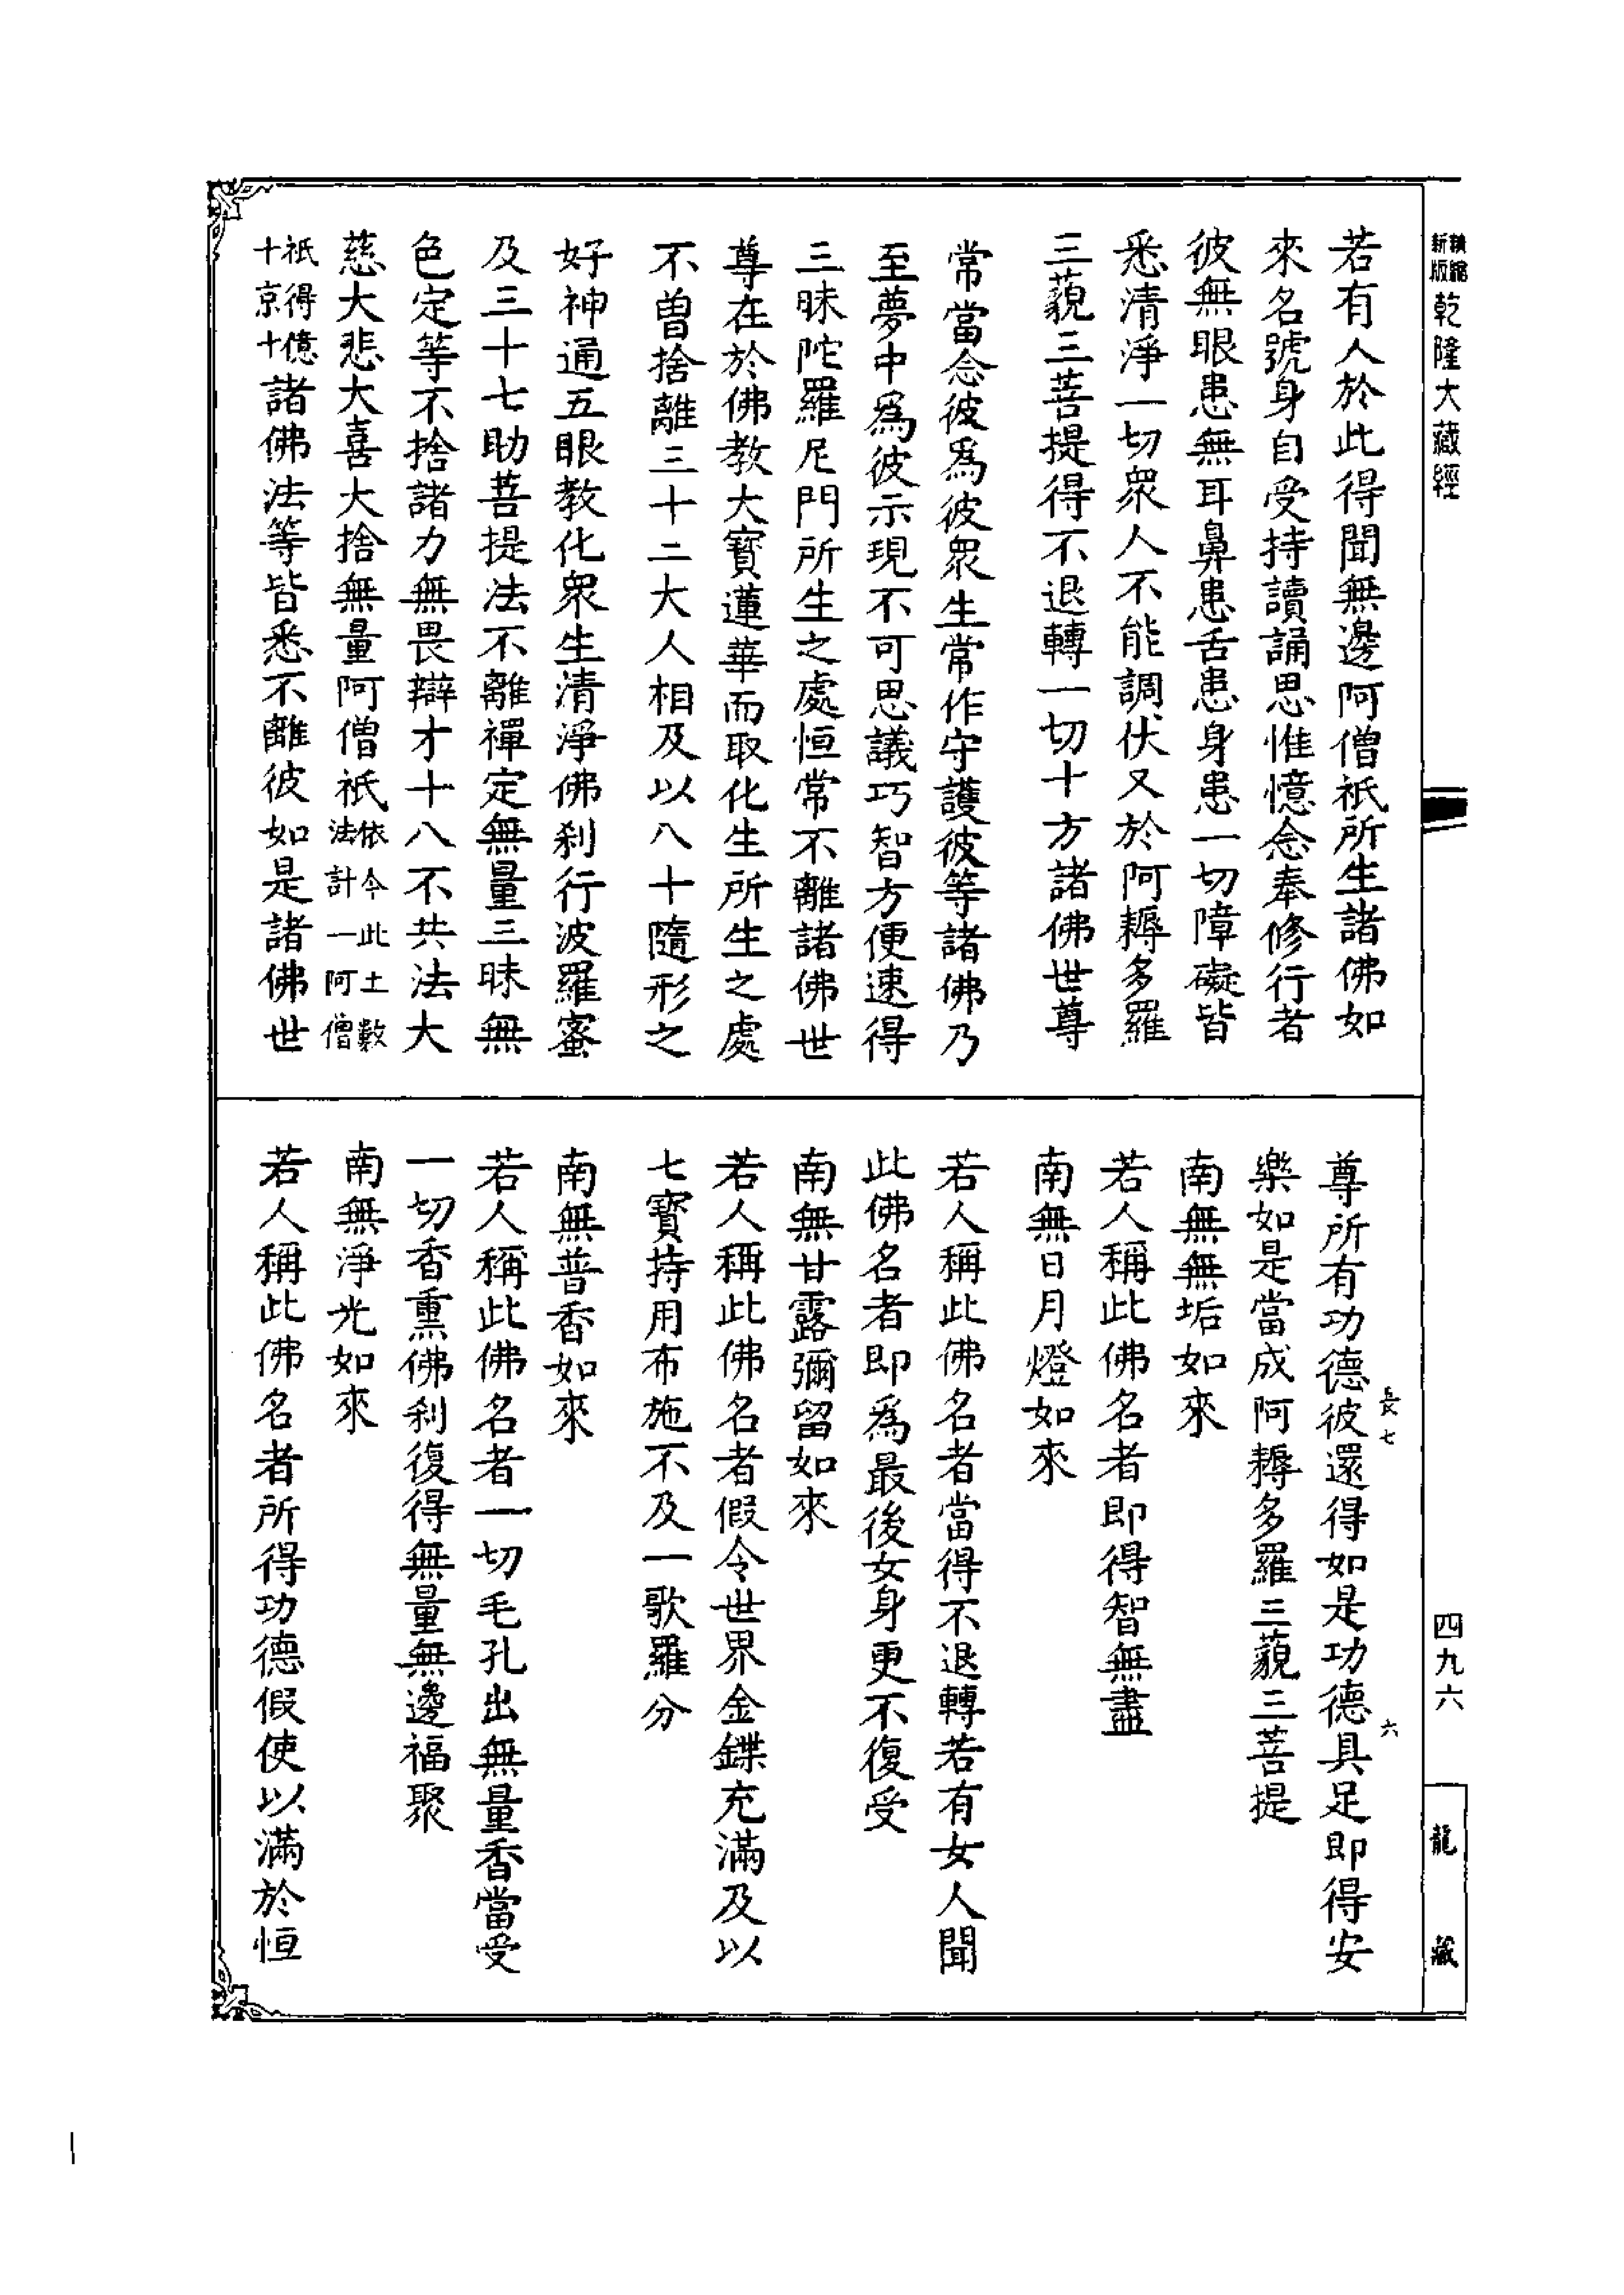 新版
乾隆大藏經
四九六
龍藏
若有人於此得聞無邊阿僧祇所生諸佛如
來名號身自受持讀誦思惟憶念奉修行者
彼無眼患無耳鼻患舌患身患一切障礙皆
悉清淨一切衆人不能調伏又於阿耨多羅
三藐三菩提得不退轉一切十方諸佛世尊
常當念彼爲彼衆生常作守護彼等諸佛乃
至夢中爲彼示現不可思議巧智方便速得
三昧陀羅尼門所生之處恒常不離諸佛世
尊在於佛教大寶蓮華而取化生所生之處
不曾捨離三十二大人相及以八十隨形之
好神通五眼教化衆生清淨佛刹行波羅蜜
及三十七助菩提法不離禪定無量三昧無
色定等不捨諸力無畏辯才十八不共法大
慈大悲大喜大捨無量阿僧祇依今此土數法計一阿僧
祇得億十京十諸佛法等皆悉不離彼如是諸佛世
長七
六
尊所有功德彼還得如是功德具足即得安
樂如是當成阿耨多羅三藐三菩提
南無無垢如來
若人稱此佛名者即得智無盡
南無日月燈如來
若人稱此佛名者當得不退轉若有女人聞
此佛名者即爲最後女身更不復受
南無甘露彌留如來
若人稱此佛名者假令世界金鍱充滿及以
七寶持用布施不及一歌羅分
南無普香如來
若人稱此佛名者一切毛孔出無量香當受
一切香熏佛刹復得無量無邊福聚
南無淨光如來
若人稱此佛名者所得功德假使以滿於恒